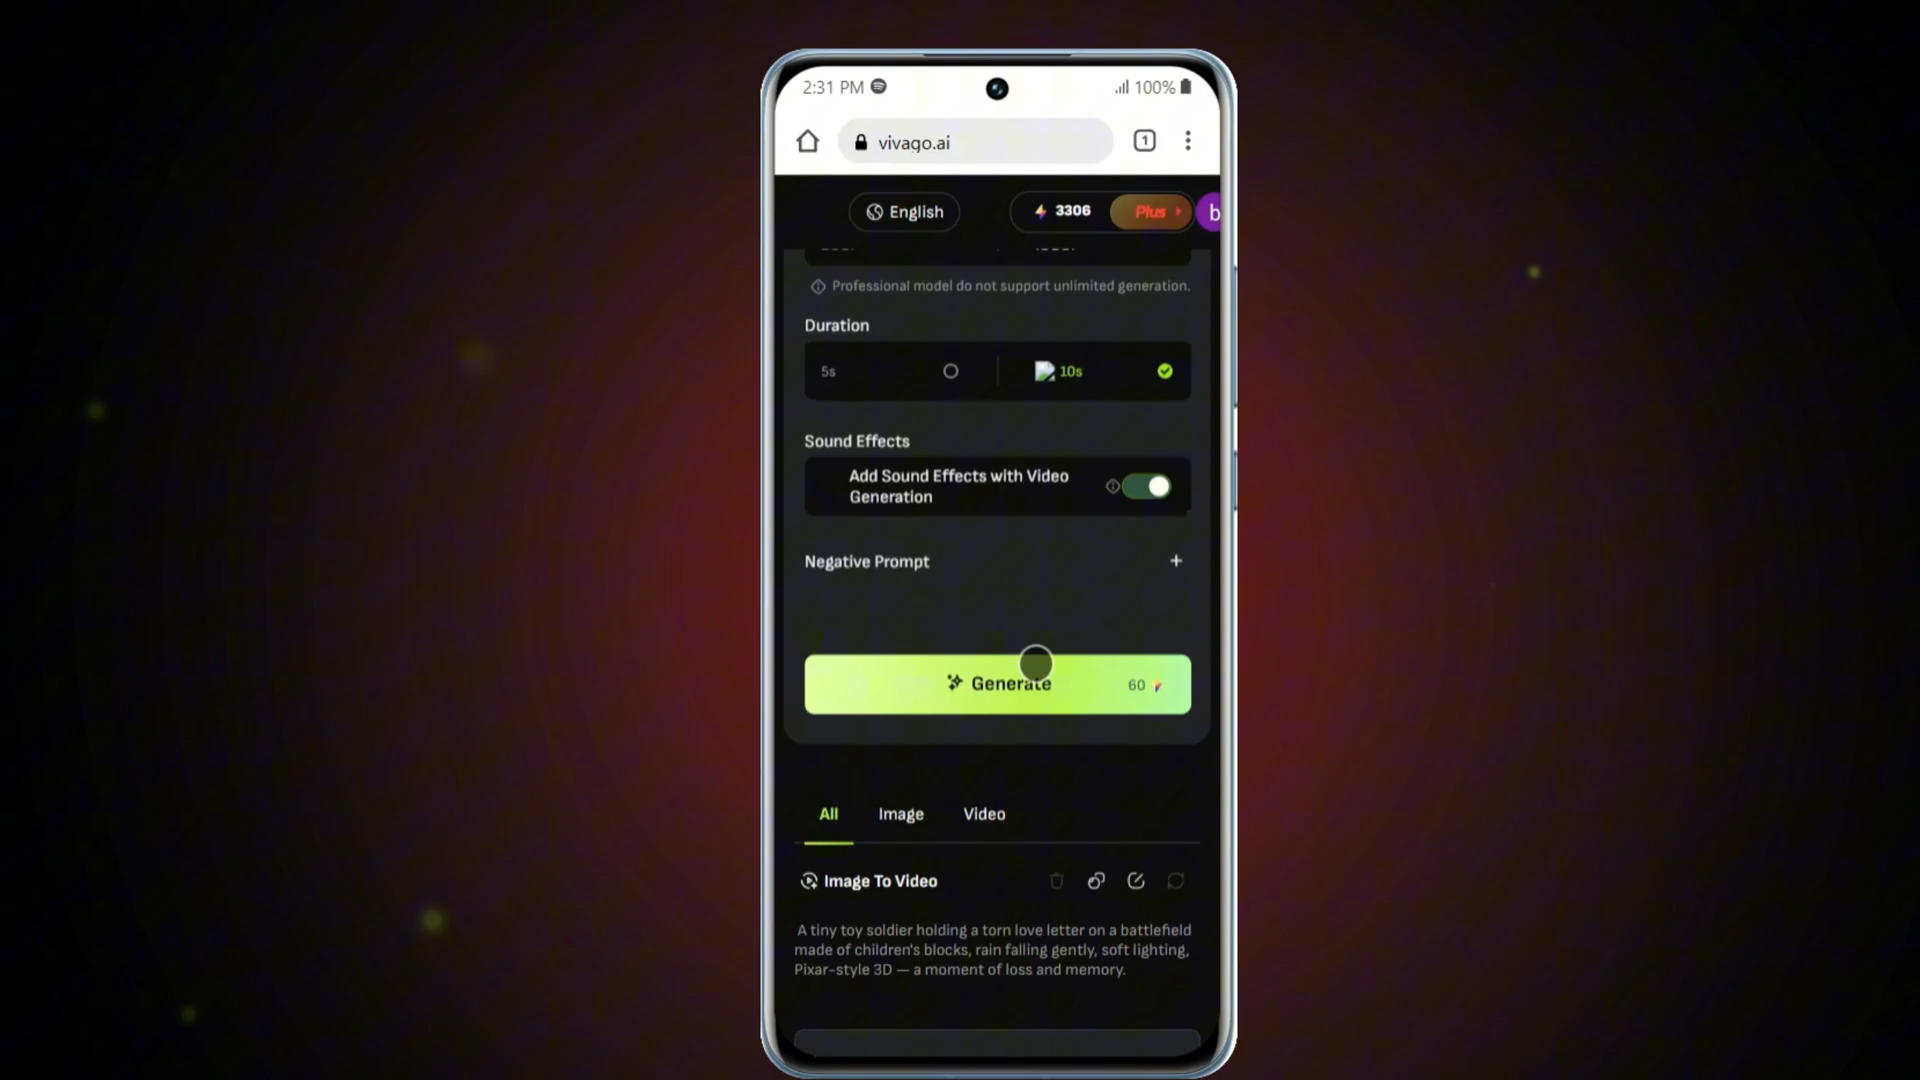 2:31 PM
100%
vivago.ai
1
English
3306
Plus
b
Professional model do not support unlimited generation.
Duration
5s
10s
Sound Effects
Add Sound Effects with Video
Generation
Negative Prompt
+
Generate
60
All
Image
Video
Image To Video
A tiny toy soldier holding a torn love letter on a battlefield
made of children's blocks, rain falling gently, soft lighting,
Pixar-style 3D — a moment of loss and memory.